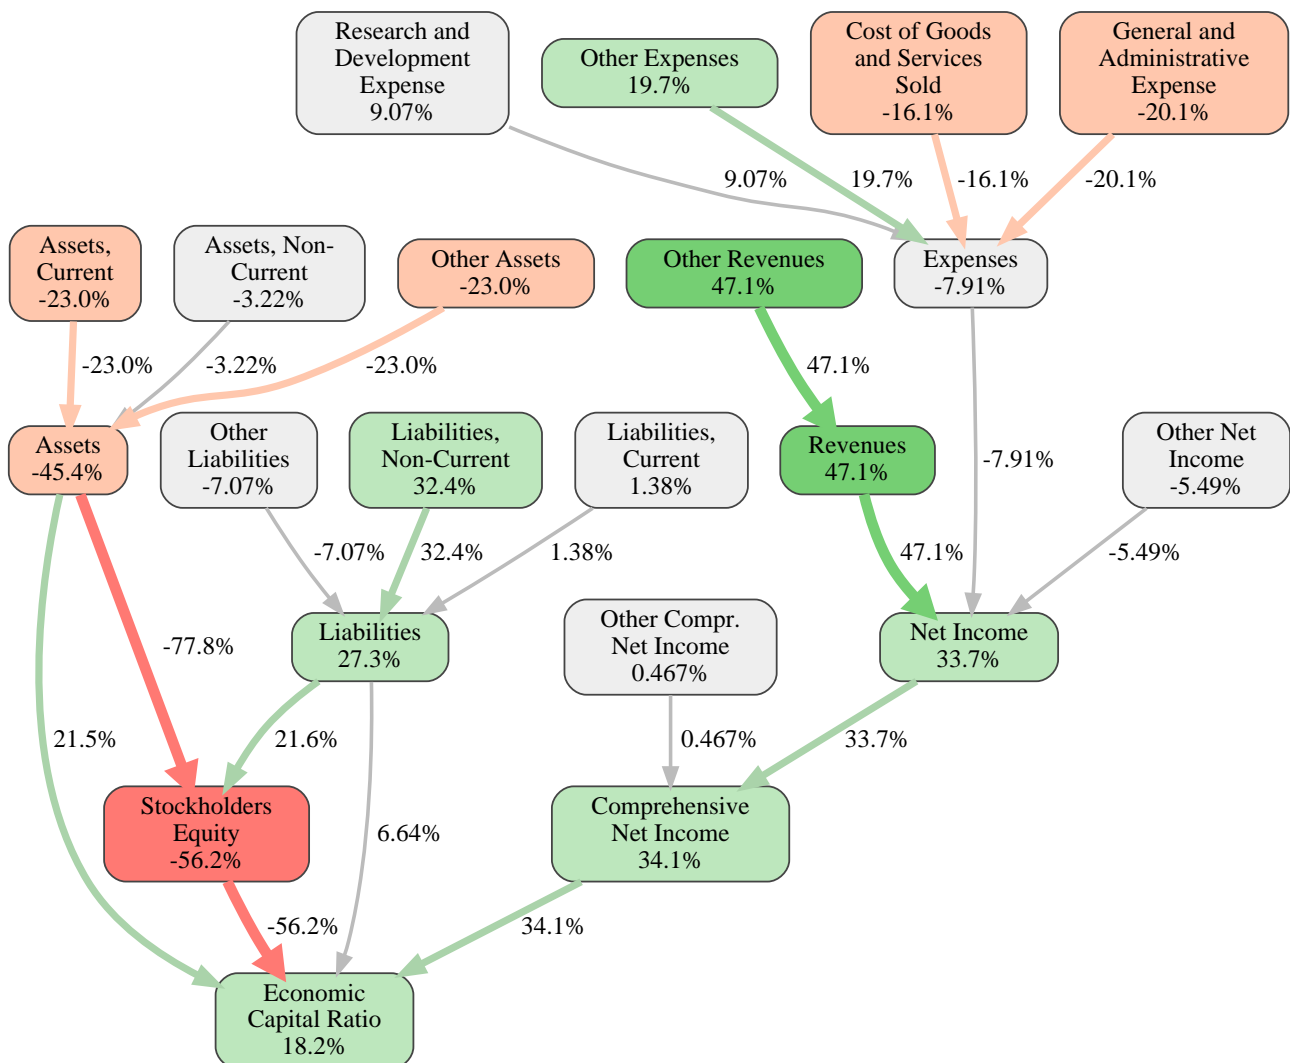 Research and
Development
Expense
9.07%
Other Expenses
19.7%
Cost of Goods
and Services
Sold
-16.1%
General and
Administrative
Expense
-20.1%
9.07%
19.7%
-16.1%
-20.1%
Assets,
Current
-23.0%
Assets, Non-
Current
-3.22%
Other Assets
-23.0%
Other Revenues
47.1%
Expenses
-7.91%
-23.0%
-3.22%
-23.0%
47.1%
Assets
-45.4%
Other
Liabilities
-7.07%
Liabilities,
Non-Current
32.4%
Liabilities,
Current
1.38%
Revenues
47.1%
-7.91%
Other Net
Income
-5.49%
-7.07%
32.4%
1.38%
47.1%
-5.49%
-77.8%
Liabilities
27.3%
Other Compr.
Net Income
0.467%
Net Income
33.7%
21.5%
21.6%
0.467%
33.7%
Stockholders
Equity
-56.2%
6.64%
Comprehensive
Net Income
34.1%
-56.2%
34.1%
Economic
Capital Ratio
18.2%